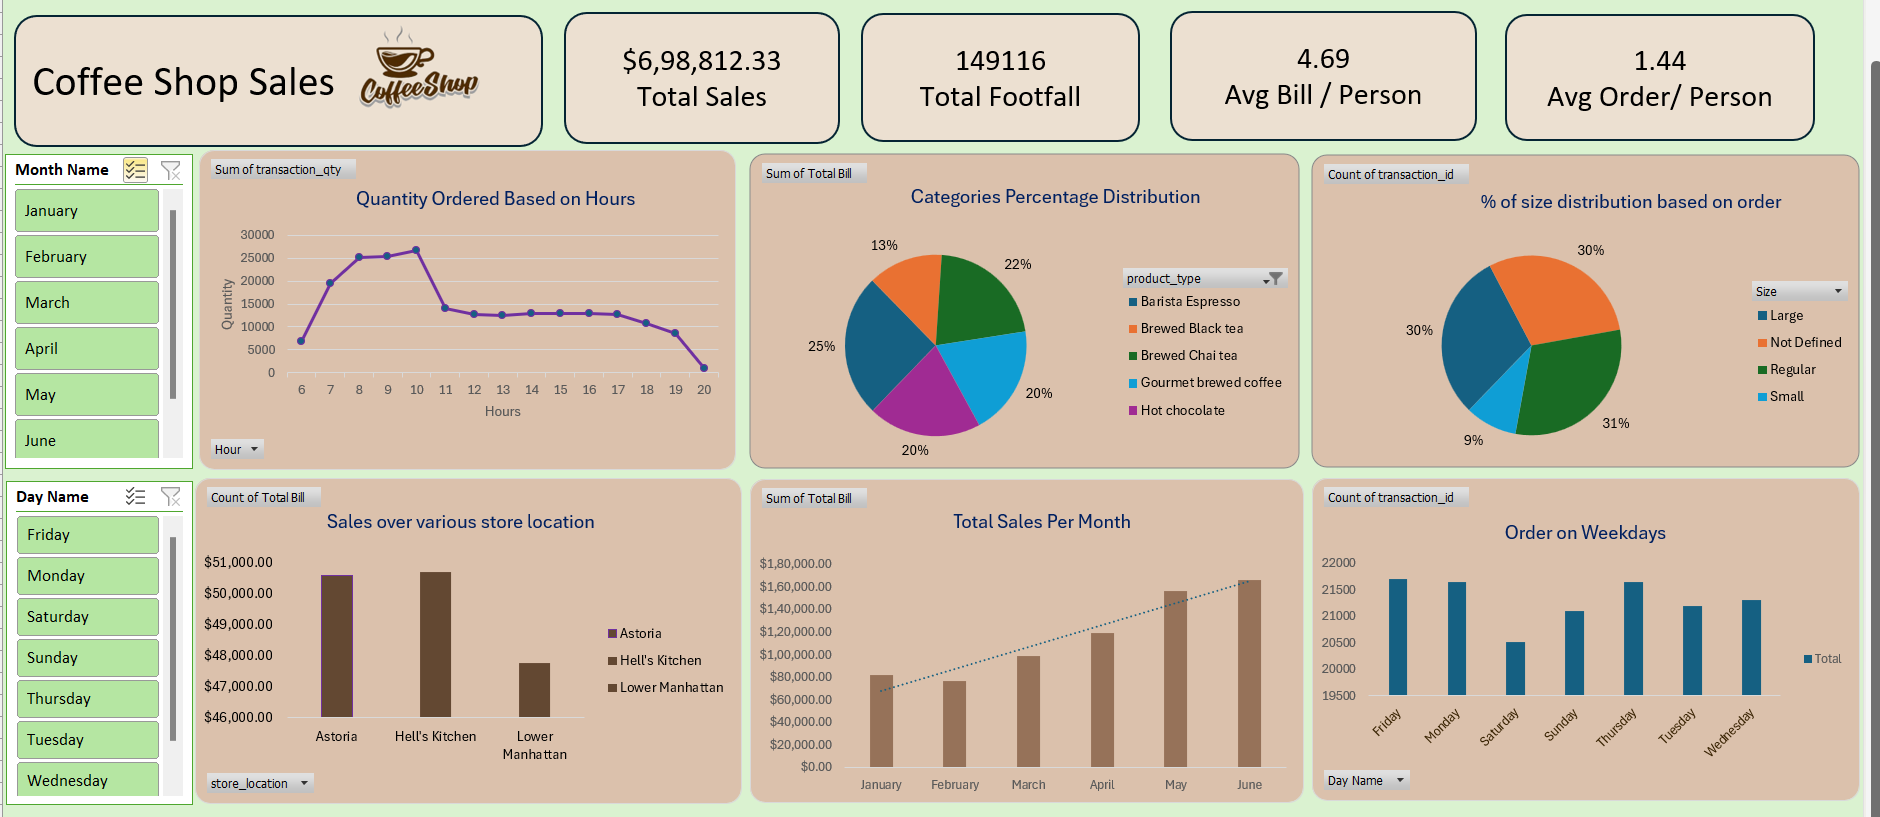 Coffee Shop Sales
CoffeeShop
$6,98,812.33
Total Sales
149116
Total Footfall
4.69
Avg Bill / Person
1.44
Avg Order/ Person
Month Name
January
February
March
April
May
June
Sum of transaction_qty
Quantity Ordered Based on Hours
30000
25000
20000
15000
10000
5000
0
Quantity
6 7 8 9 10 11 12 13 14 15 16 17 18 19 20
Hours
Hour
Sum of Total Bill
Categories Percentage Distribution
13%
22%
25%
20%
20%
product_type
Barista Espresso
Brewed Black tea
Brewed Chai tea
Gourmet brewed coffee
Hot chocolate
Count of transaction_id
% of size distribution based on order
30%
30%
31%
9%
Size
Large
Not Defined
Regular
Small
Day Name
Friday
Monday
Saturday
Sunday
Thursday
Tuesday
Wednesday
Count of Total Bill
Sales over various store location
$51,000.00
$50,000.00
$49,000.00
$48,000.00
$47,000.00
$46,000.00
Astoria Hell's Kitchen Lower
Manhattan
Astoria
Hell's Kitchen
Lower Manhattan
store_location
Sum of Total Bill
Total Sales Per Month
$1,80,000.00
$1,60,000.00
$1,40,000.00
$1,20,000.00
$1,00,000.00
$80,000.00
$60,000.00
$40,000.00
$20,000.00
$0.00
January February March April May June
Count of transaction_id
Order on Weekdays
22000
21500
21000
20500
20000
19500
Friday Monday Saturday Sunday Thursday Tuesday Wednesday
Total
Day Name